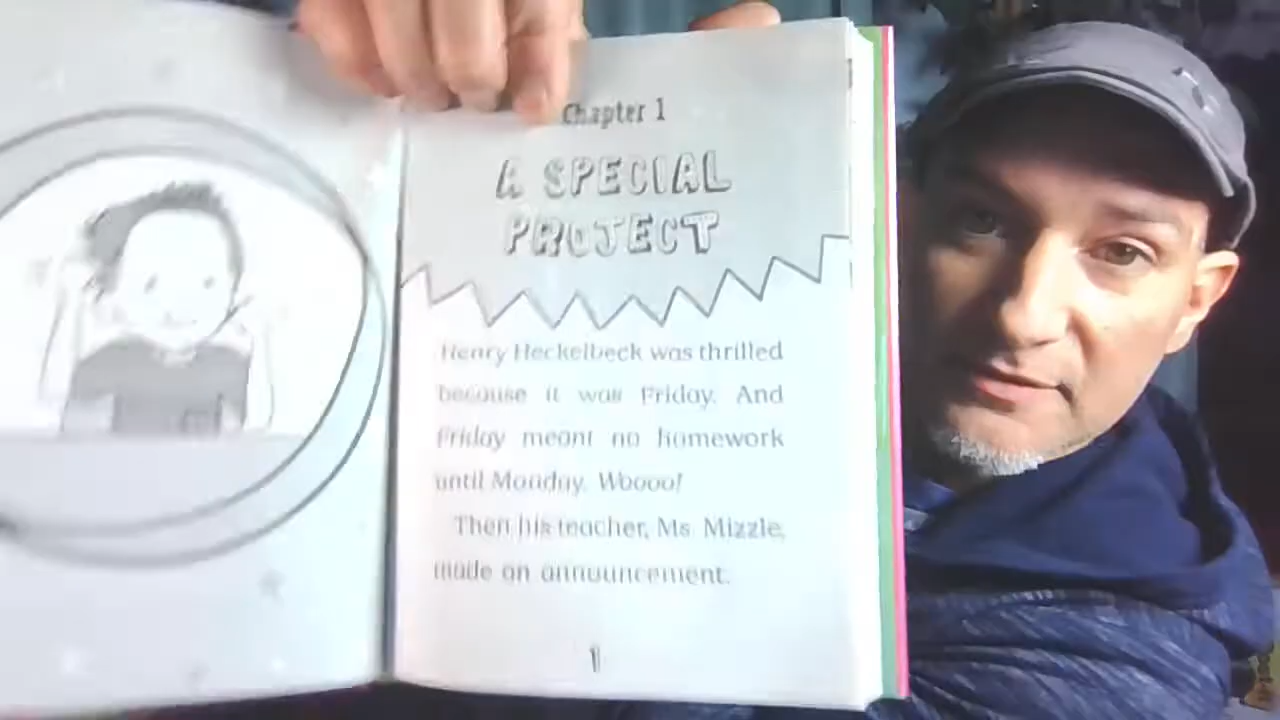 Chapter 1
A SPECIAL
PROJECT
Henry Heckelbeck was thrilled
because it was Friday. And
Friday meant no homework
until Monday. Woooo!
Then his teacher, Ms. Mizzle,
made an announcement.
1